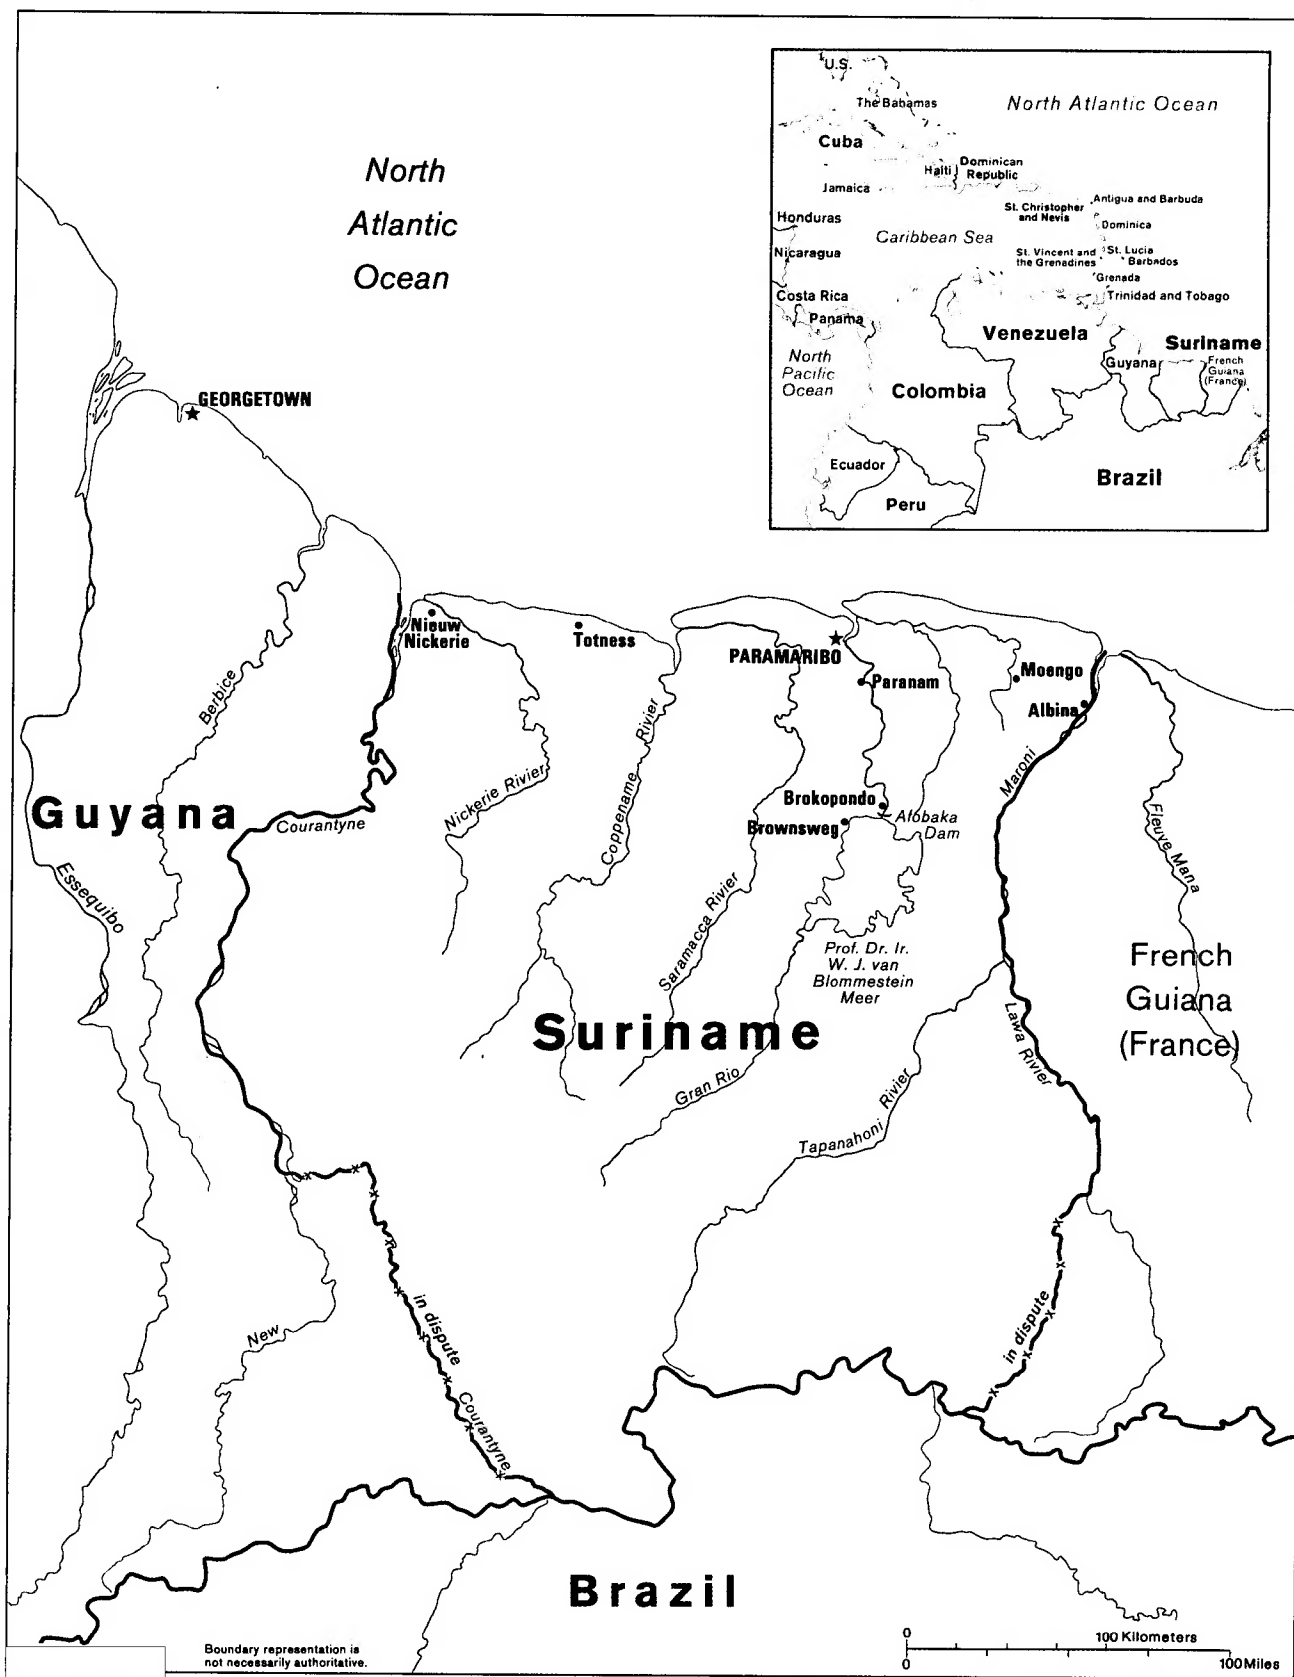 North
Atlantic
Ocean
U.S.
The Bahamas
North Atlantic Ocean
Cuba
Haiti
Dominican
Republic
Jamaica
Antigua and Barbuda
St. Christopher
and Nevis
Honduras
Dominica
Caribbean Sea
Nicaragua
St. Vincent and
the Grenadines
St. Lucia
Barbados
Grenada
Costa Rica
Trinidad and Tobago
Panama
Venezuela
Suriname
North
Pacific
Ocean
Guyana
French
Guiana
(France)
Colombia
Ecuador
Brazil
Peru
GEORGETOWN
Nieuw
Nickerie
Totness
PARAMARIBO
Paranam
Moengo
Albina
Berbice
Coppename Rivier
Maroni
Nickerie Rivier
Brokopondo
Brownsweg
Afobaka
Dam
Guyana
Courantyne
Fleuve Mana
Essequibo
Saramacca Rivier
Prof. Dr. Ir.
W. J. van
Blommestein
Meer
French
Guiana
(France)
Suriname
Lawa Rivier
Gran Rio
Tapanahoni Rivier
New
in dispute
Courantyne
in dispute
Brazil
Boundary representation is
not necessarily authoritative.
0 100 Kilometers
0 100 Miles